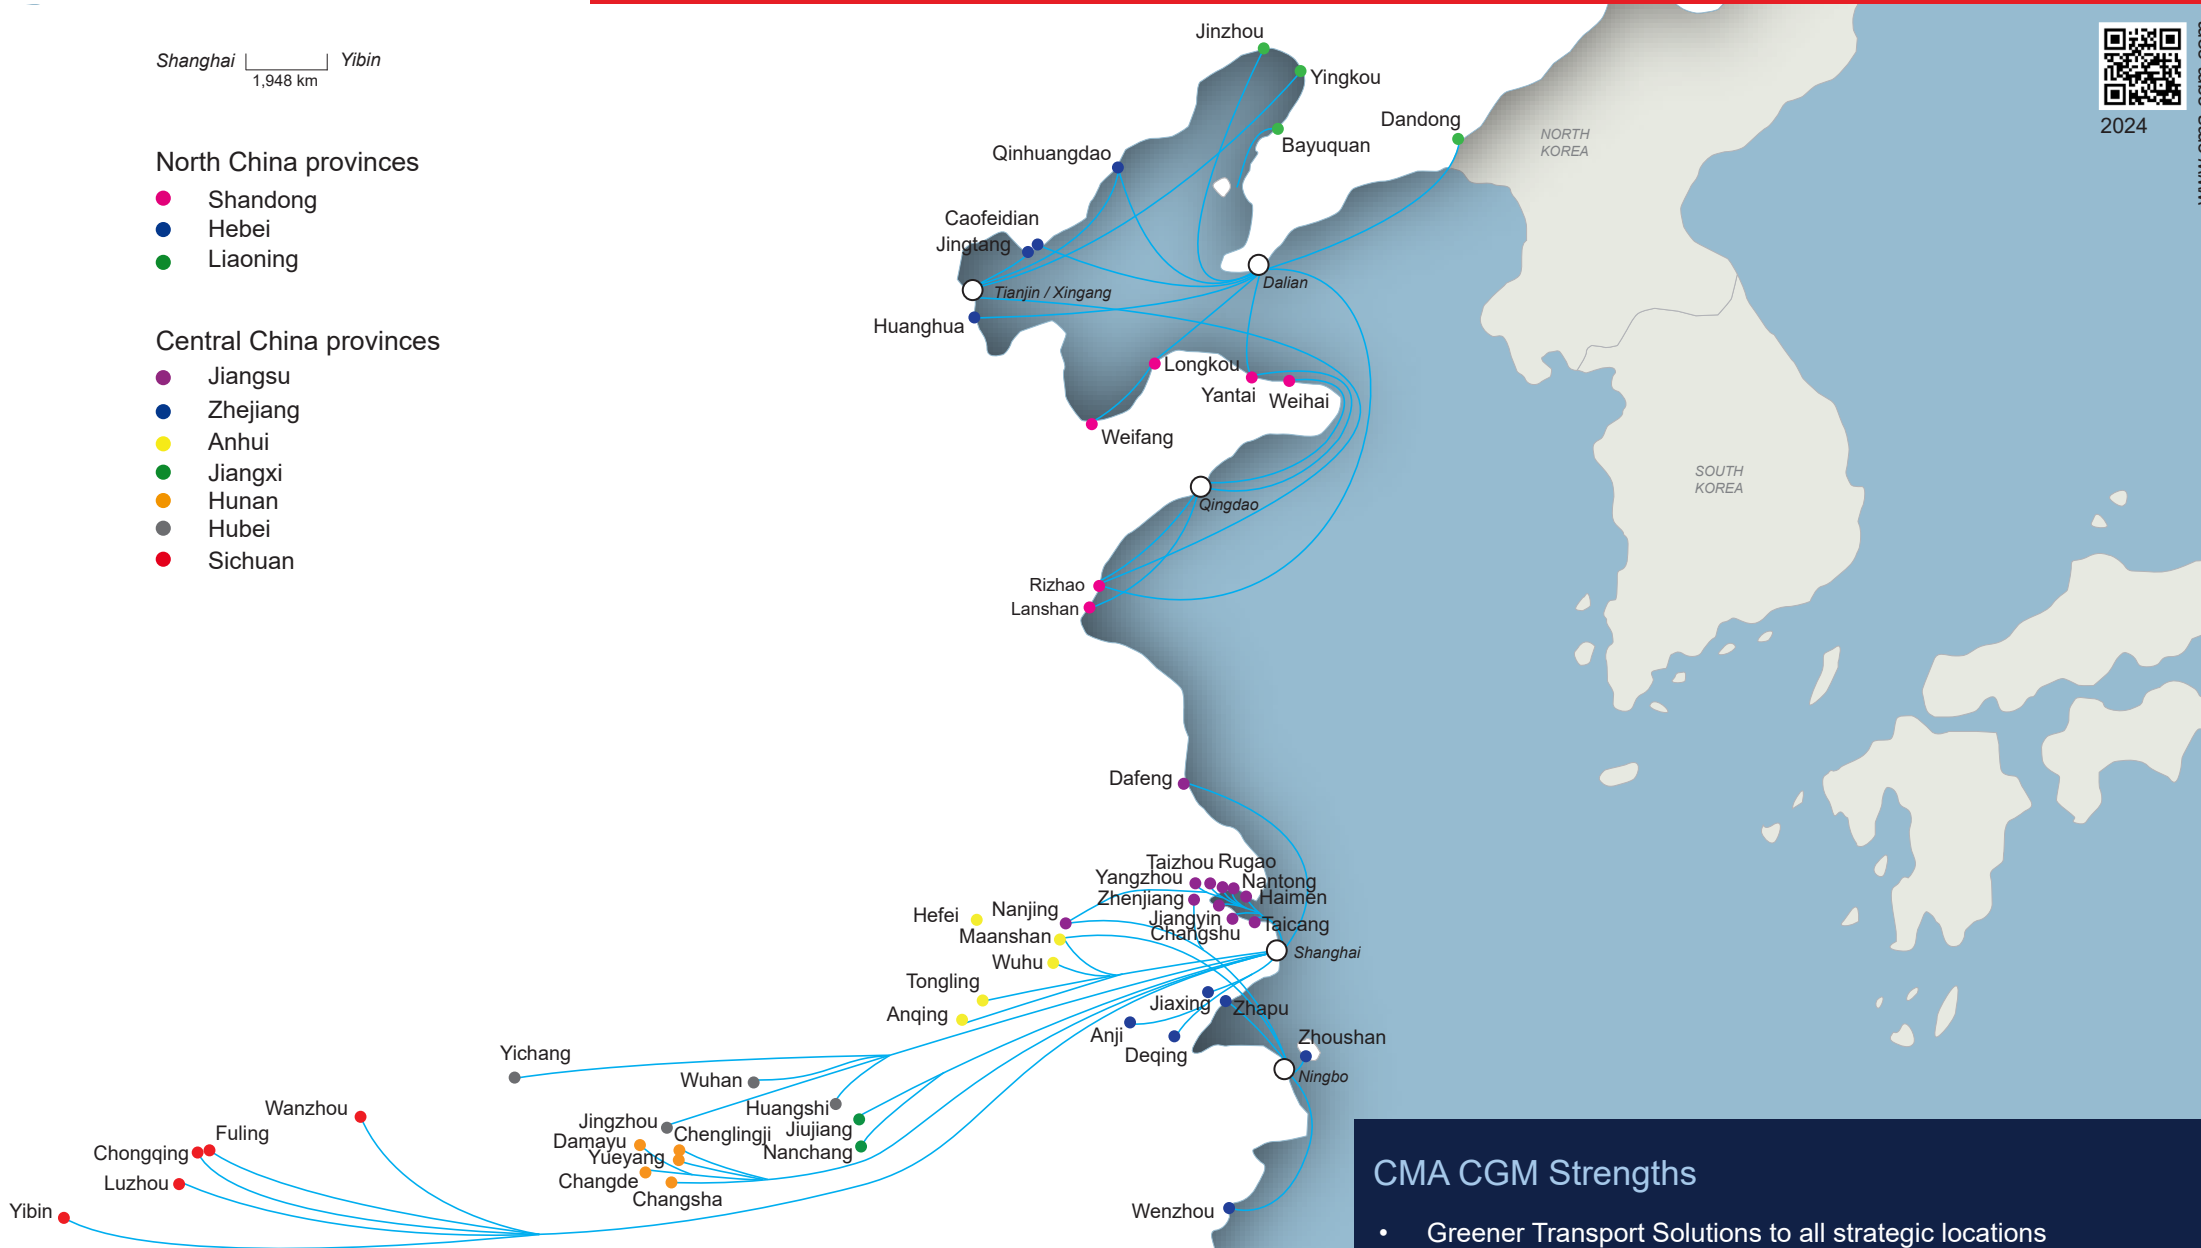 Shanghai
Yibin
1,948 km
North China provinces
Shandong
Hebei
Liaoning
Central China provinces
Jiangsu
Zhejiang
Anhui
Jiangxi
Hunan
Hubei
Sichuan
Jinzhou
Yingkou
Dandong
Bayuquan
Qinhuangdao
Caofeidian
Jingtang
Tianjin / Xingang
Dalian
Huanghua
Longkou
Yantai
Weihai
Weifang
Qingdao
Rizhao
Lanshan
NORTH
KOREA
SOUTH
KOREA
2024
Dafeng
Taizhou
Rugao
Yangzhou
Nantong
Zhenjiang
Haimen
Nanjing
Hefei
Jiangyin
Taicang
Changshu
Maanshan
Shanghai
Wuhu
Tongling
Jiaxing
Zhapu
Anqing
Anji
Deqing
Zhoushan
Ningbo
Yichang
Wuhan
Wanzhou
Huangshi
Jingzhou
Jiujiang
Fuling
Chenglingji
Damayu
Chongqing
Yueyang
Nanchang
Luzhou
Changde
Changsha
Yibin
Wenzhou
CMA CGM Strengths
• Greener Transport Solutions to all strategic locations